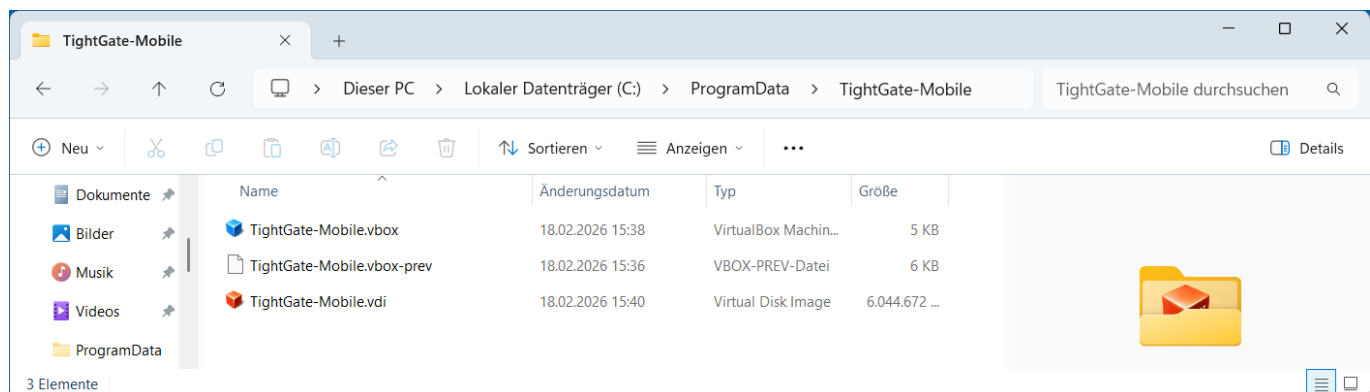 TightGate-Mobile
Dieser PC > Lokaler Datenträger (C:) > ProgramData > TightGate-Mobile
TightGate-Mobile durchsuchen
Neu
Sortieren
Anzeigen
Details
Dokumente
Bilder
Musik
Videos
ProgramData
Name Änderungsdatum Typ Größe
TightGate-Mobile.vbox 18.02.2026 15:38 VirtualBox Machin... 5 KB
TightGate-Mobile.vbox-prev 18.02.2026 15:36 VBOX-PREV-Datei 6 KB
TightGate-Mobile.vdi 18.02.2026 15:40 Virtual Disk Image 6.044.672 ...
3 Elemente